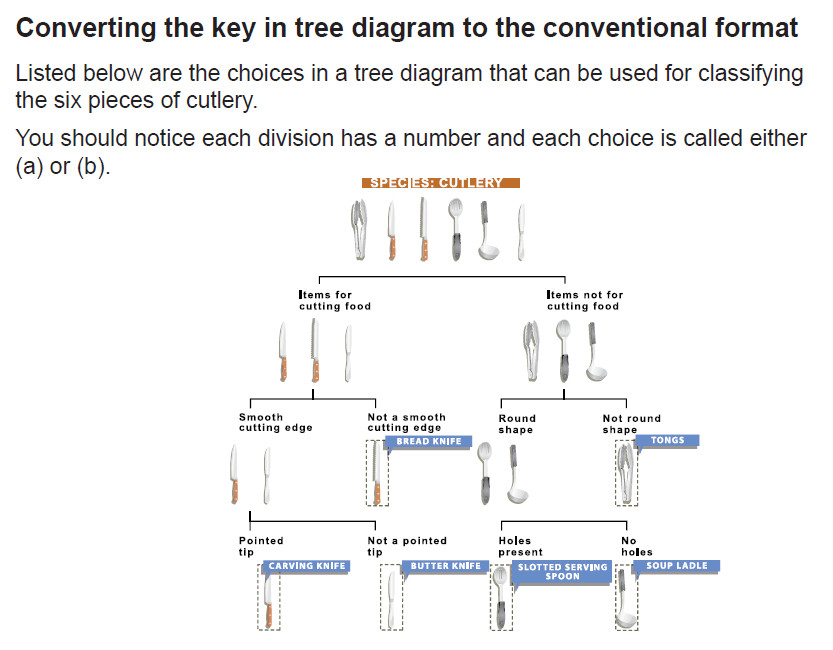 Converting the key in tree diagram to the conventional format
Listed below are the choices in a tree diagram that can be used for classifying
the six pieces of cutlery.
You should notice each division has a number and each choice is called either
(a) or (b).
SPECIES: CUTLERY
Items for
cutting food
Items not for
cutting food
Smooth
cutting edge
Not a smooth
cutting edge
BREAD KNIFE
Round
shape
Not round
shape
TONGS
Pointed
tip
CARVING KNIFE
Not a pointed
tip
BUTTER KNIFE
Holes
present
SLOTTED SERVING
SPOON
No
holes
SOUP LADLE